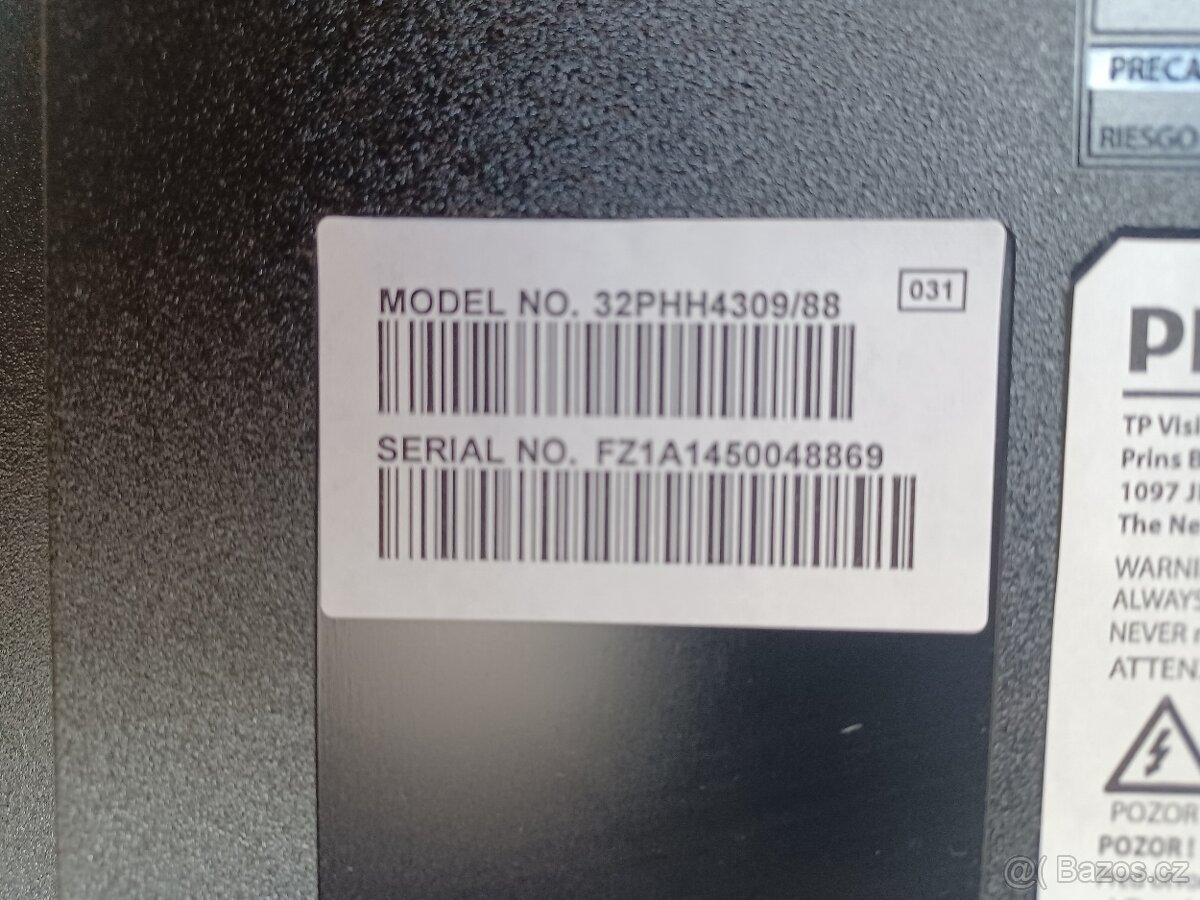 PRECA
RIESGO
MODEL NO. 32PHH4309/88
031
SERIAL NO. FZ1A1450048869
TP Visi
Prins B
1097 J
The Ne
WARNI
ALWAYS
NEVER
ATTEN
POZOR
POZOR!
@( Bazos.cz